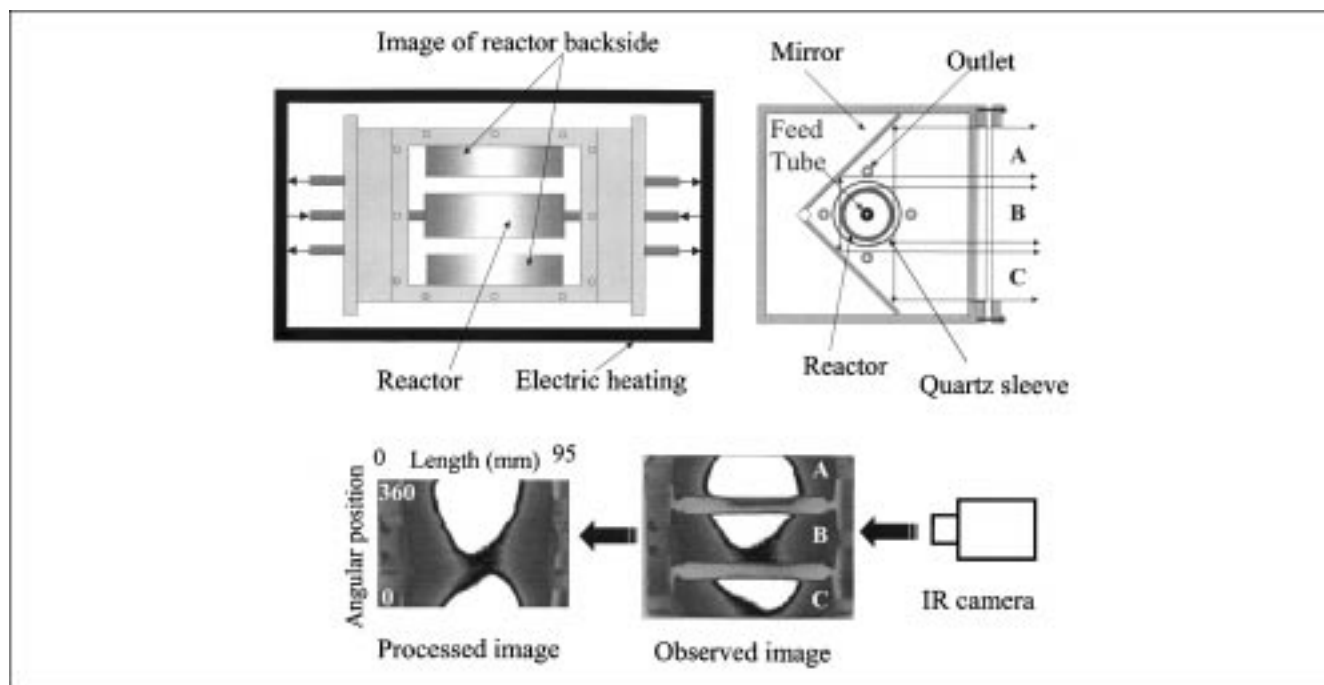 Image of reactor backside
Mirror
Outlet
Feed
Tube
A
B
C
Reactor
Electric heating
Reactor
Quartz sleeve
0 Length (mm) 95
Angular position
360
0
A
B
C
IR camera
Processed image
Observed image